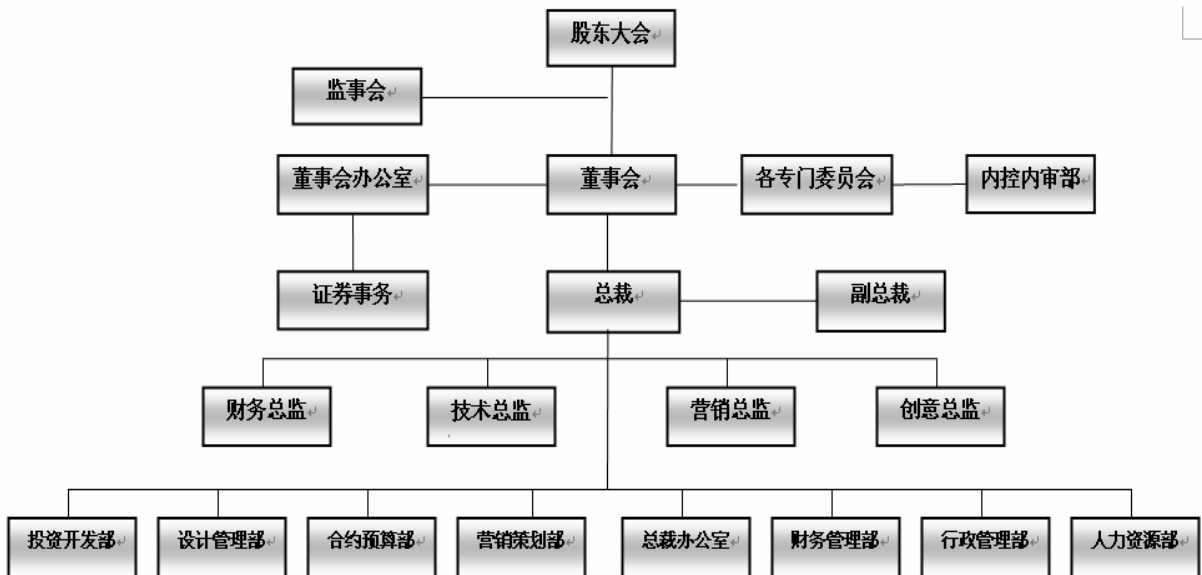 股东大会
监事会
董事会办公室
董事会
各专门委员会
内控内审部
证券事务
总裁
副总裁
财务总监
技术总监
营销总监
创意总监
投资开发部
设计管理部
合约预算部
营销策划部
总裁办公室
财务管理部
行政管理部
人力资源部